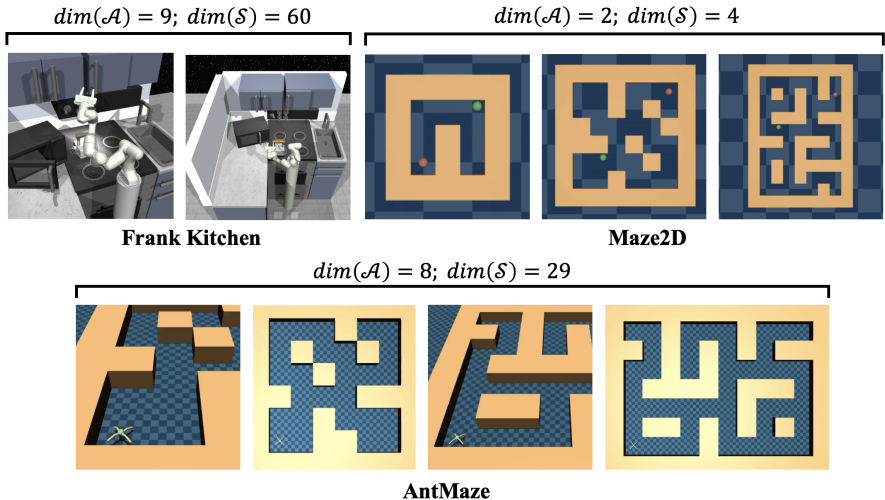 dim(𝒜) = 9; dim(𝒮) = 60
dim(𝒜) = 2; dim(𝒮) = 4
Frank Kitchen
Maze2D
dim(𝒜) = 8; dim(𝒮) = 29
AntMaze